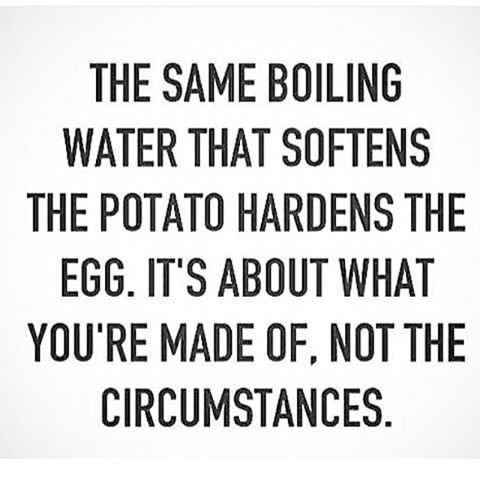 THE SAME BOILING
WATER THAT SOFTENS
THE POTATO HARDENS THE
EGG. IT'S ABOUT WHAT
YOU'RE MADE OF, NOT THE
CIRCUMSTANCES.